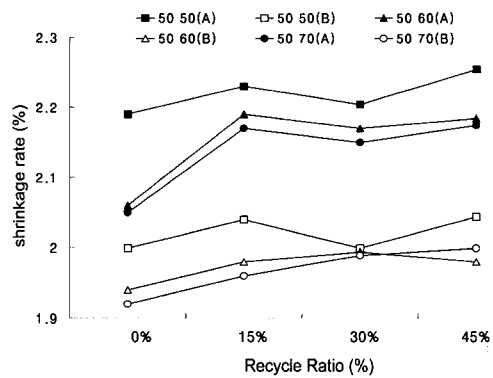 50 50(A) 50 50(B) 50 60(A)
50 60(B) 50 70(A) 50 70(B)
2.3
2.2
2.1
2
1.9
shrinkage rate (%)
0% 15% 30% 45%
Recycle Ratio (%)